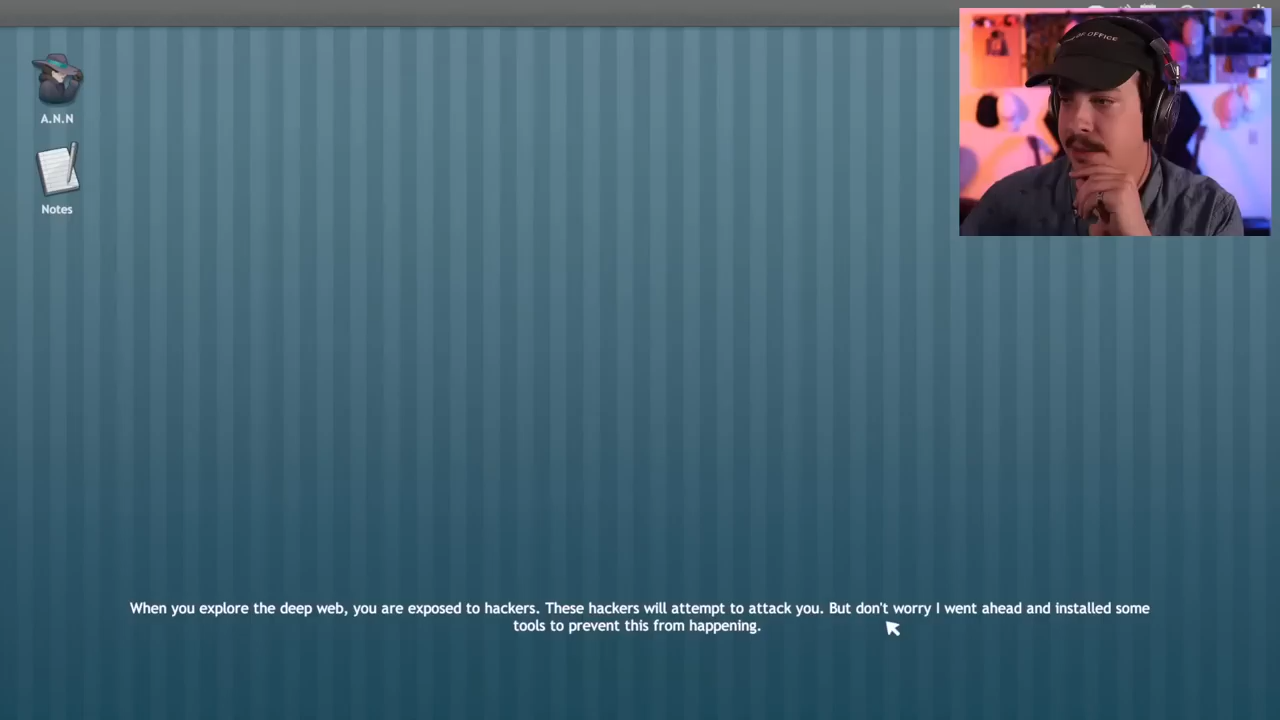 A.N.N
Notes
When you explore the deep web, you are exposed to hackers. These hackers will attempt to attack you. But don't worry I went ahead and installed some
tools to prevent this from happening.